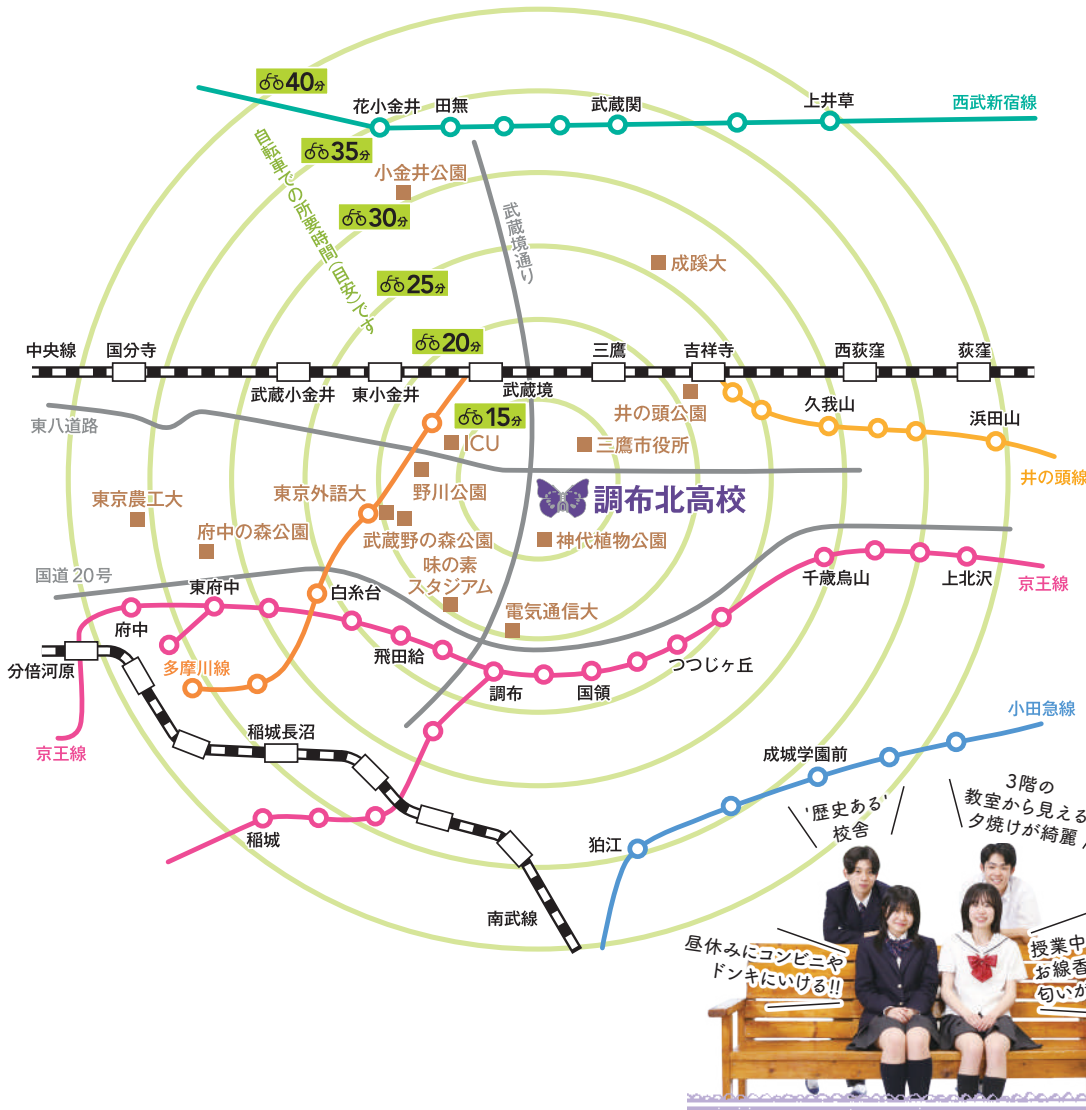 40分
花小金井
田無
武蔵関
上井草
西武新宿線
35分
自転車での所要時間(目安)です
小金井公園
30分
武蔵境通り
成蹊大
25分
20分
中央線
国分寺
三鷹
吉祥寺
西荻窪
荻窪
武蔵小金井
東小金井
武蔵境
15分
井の頭公園
久我山
浜田山
東八道路
ICU
三鷹市役所
井の頭線
東京外語大
野川公園
東京農工大
調布北高校
府中の森公園
武蔵野の森公園
神代植物公園
味の素
スタジアム
国道20号
東府中
白糸台
電気通信大
千歳烏山
上北沢
京王線
府中
飛田給
分倍河原
多摩川線
調布
国領
つつじヶ丘
小田急線
京王線
稲城長沼
成城学園前
稲城
狛江
南武線
'歴史ある'
校舎
3階の
教室から見える
夕焼けが綺麗
昼休みにコンビニや
ドンキにいける!!
授業中
お線香
匂いが